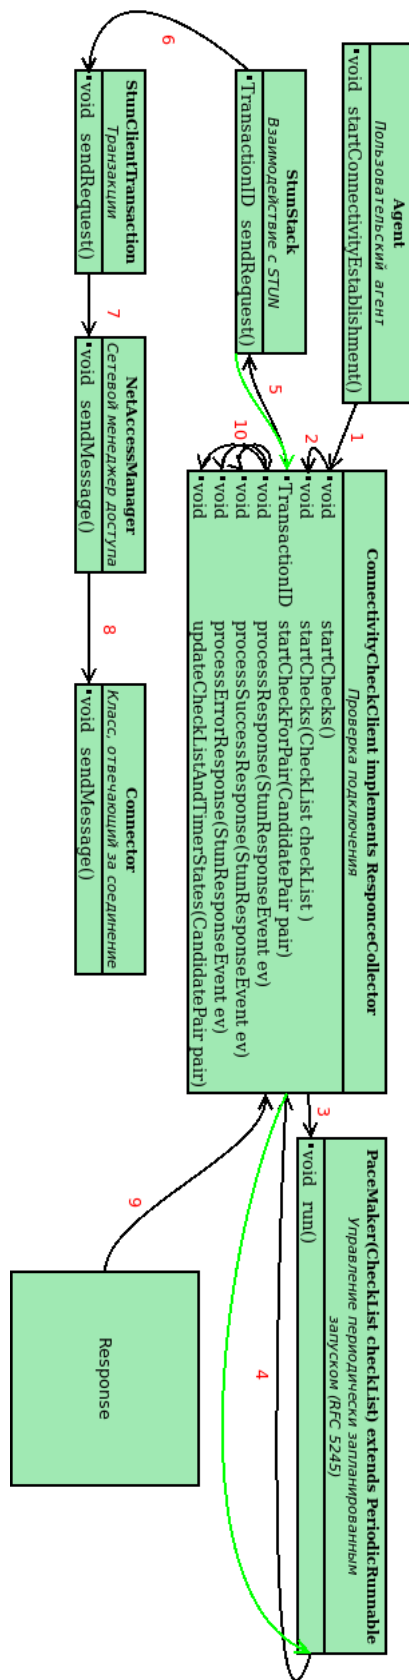 Agent
Пользовательский агент
void startConnectivityEstablishment()
1
StunStack
Взаимодействие с STUN
TransactionID sendRequest()
6
StunClientTransaction
Транзакции
void sendRequest()
7
NetAccessManager
Сетевой менеджер доступа
void sendMessage()
8
Connector
Класс, отвечающий за соединение
void sendMessage()
5
2
10
ConnectivityCheckClient implements ResponceCollector
Проверка подключения
void startChecks()
void startChecks(CheckList checkList )
TransactionID startCheckForPair(CandidatePair pair)
void processResponse(StunResponseEvent ev)
void processSuccessResponse(StunResponseEvent ev)
void processErrorResponse(StunResponseEvent ev)
void updateCheckListAndTimerStates(CandidatePair pair)
3
PaceMaker(CheckList checkList) extends PeriodicRunnable
Управление периодически запланированным
запуском (RFC 5245)
void run()
4
9
Response